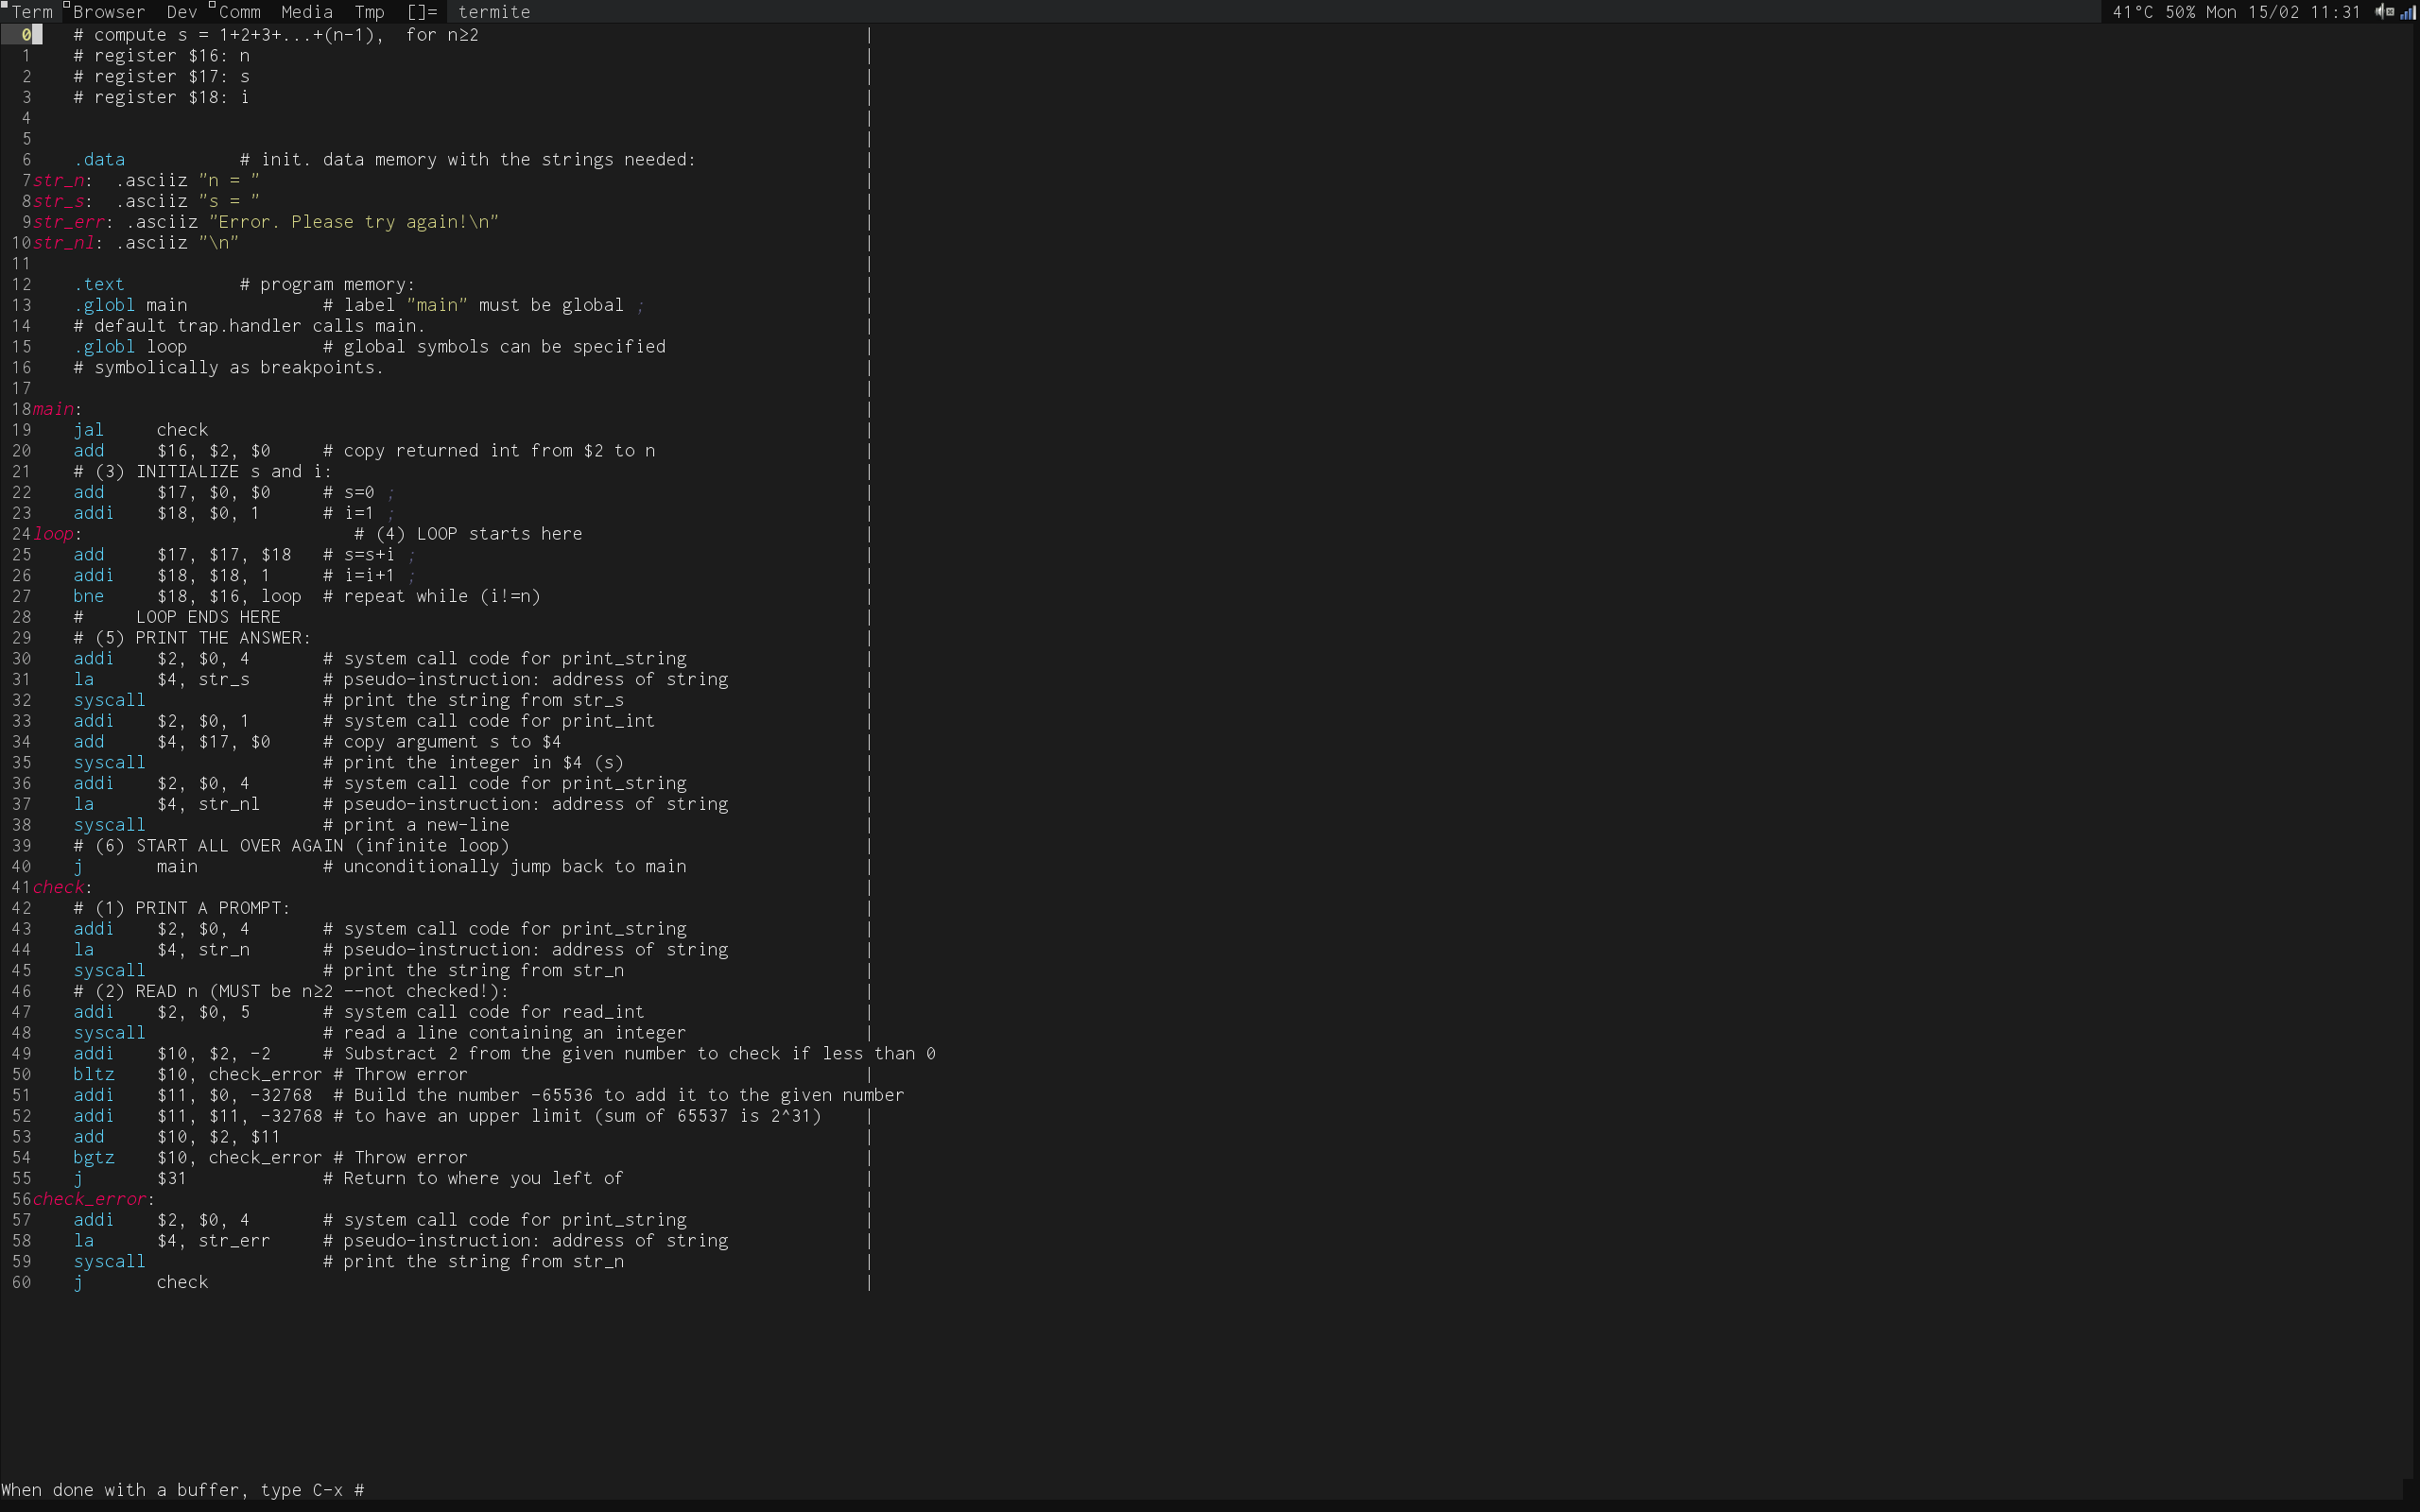 Term Browser Dev Comm Media Tmp []= termite 41°C 50% Mon 15/02 11:31
0 # compute s = 1+2+3+...+(n-1),  for n≥2
1 # register $16: n
2 # register $17: s
3 # register $18: i
4
5
6 .data # init. data memory with the strings needed:
7 str_n:  .asciiz "n = "
8 str_s:  .asciiz "s = "
9 str_err: .asciiz "Error. Please try again!\n"
10 str_nl: .asciiz "\n"
11
12 .text # program memory:
13 .globl main # label "main" must be global ;
14 # default trap.handler calls main.
15 .globl loop # global symbols can be specified
16 # symbolically as breakpoints.
17
18 main:
19 jal check
20 add $16, $2, $0 # copy returned int from $2 to n
21 # (3) INITIALIZE s and i:
22 add $17, $0, $0 # s=0 ;
23 addi $18, $0, 1 # i=1 ;
24 loop: # (4) LOOP starts here
25 add $17, $17, $18 # s=s+i ;
26 addi $18, $18, 1 # i=i+1 ;
27 bne $18, $16, loop # repeat while (i!=n)
28 # LOOP ENDS HERE
29 # (5) PRINT THE ANSWER:
30 addi $2, $0, 4 # system call code for print_string
31 la $4, str_s # pseudo-instruction: address of string
32 syscall # print the string from str_s
33 addi $2, $0, 1 # system call code for print_int
34 add $4, $17, $0 # copy argument s to $4
35 syscall # print the integer in $4 (s)
36 addi $2, $0, 4 # system call code for print_string
37 la $4, str_nl # pseudo-instruction: address of string
38 syscall # print a new-line
39 # (6) START ALL OVER AGAIN (infinite loop)
40 j main # unconditionally jump back to main
41 check:
42 # (1) PRINT A PROMPT:
43 addi $2, $0, 4 # system call code for print_string
44 la $4, str_n # pseudo-instruction: address of string
45 syscall # print the string from str_n
46 # (2) READ n (MUST be n≥2 --not checked!):
47 addi $2, $0, 5 # system call code for read_int
48 syscall # read a line containing an integer
49 addi $10, $2, -2 # Substract 2 from the given number to check if less than 0
50 bltz $10, check_error # Throw error
51 addi $11, $0, -32768 # Build the number -65536 to add it to the given number
52 addi $11, $11, -32768 # to have an upper limit (sum of 65537 is 2^31)
53 add $10, $2, $11
54 bgtz $10, check_error # Throw error
55 j $31 # Return to where you left of
56 check_error:
57 addi $2, $0, 4 # system call code for print_string
58 la $4, str_err # pseudo-instruction: address of string
59 syscall # print the string from str_n
60 j check
When done with a buffer, type C-x #